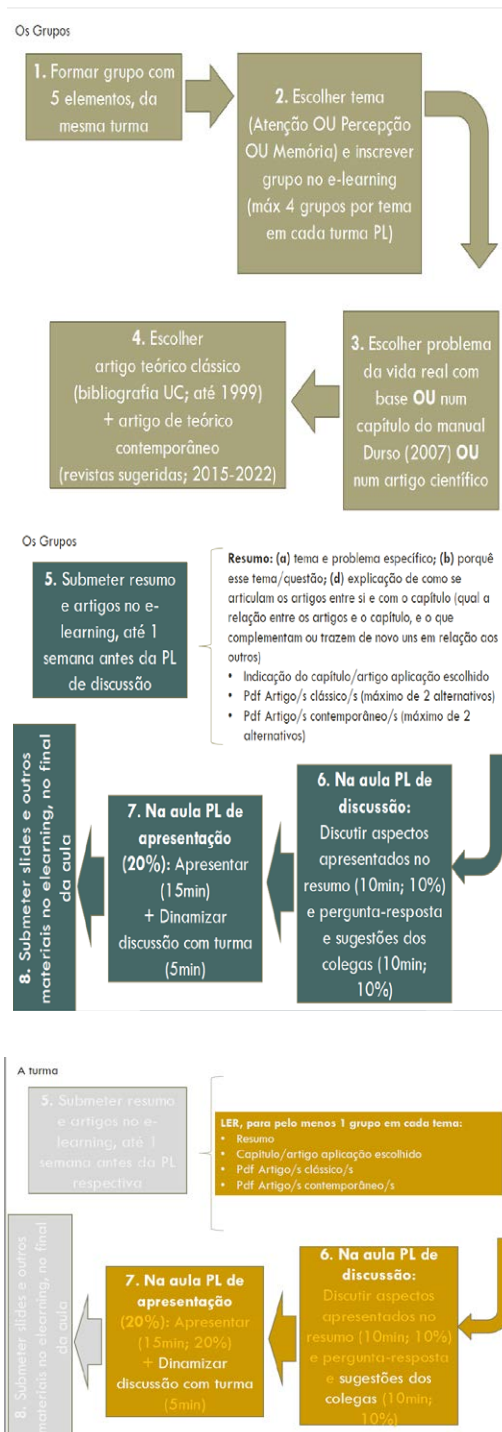 Os Grupos
1. Formar grupo com
5 elementos, da
mesma turma
2. Escolher tema
(Atenção OU Percepção
OU Memória) e inscrever
grupo no e-learning
(máx 4 grupos por tema
em cada turma PL)
3. Escolher problema
da vida real com
base OU num
capítulo do manual
Durso (2007) OU
num artigo científico
4. Escolher
artigo teórico clássico
(bibliografia UC; até 1999)
+ artigo de teórico
contemporâneo
(revistas sugeridas; 2015-2022)
Os Grupos
5. Submeter resumo
e artigos no e-
learning, até 1
semana antes da PL
de discussão
Resumo: (a) tema e problema específico; (b) porquê
esse tema/questão; (d) explicação de como se
articulam os artigos entre si e com o capítulo (qual a
relação entre os artigos e o capítulo, e o que
complementam ou trazem de novo uns em relação aos
outros)
• Indicação do capítulo/artigo aplicação escolhido
• Pdf Artigo/s clássico/s (máximo de 2 alternativos)
• Pdf Artigo/s contemporâneo/s (máximo de 2
alternativos)
6. Na aula PL de
discussão:
Discutir aspectos
apresentados no
resumo (10min; 10%)
e pergunta-resposta
e sugestões dos
colegas (10min;
10%)
7. Na aula PL de
apresentação
(20%): Apresentar
(15min)
+ Dinamizar
discussão com turma
(5min)
8. Submeter slides e outros
materiais no elearning, no final
da aula
A turma
5. Submeter resumo
e artigos no e-
learning, até 1
semana antes da PL
respectiva
LER, para pelo menos 1 grupo em cada tema:
• Resumo
• Capítulo/artigo aplicação escolhido
• Pdf Artigo/s clássico/s
• Pdf Artigo/s contemporâneo/s
6. Na aula PL de
discussão:
Discutir aspectos
apresentados no
resumo (10min; 10%)
e pergunta-resposta
e sugestões dos
colegas (10min;
10%)
7. Na aula PL de
apresentação
(20%): Apresentar
(15min; 20%)
+ Dinamizar
discussão com turma
(5min)
8. Submeter slides e outros
materiais no elearning, no final
da aula